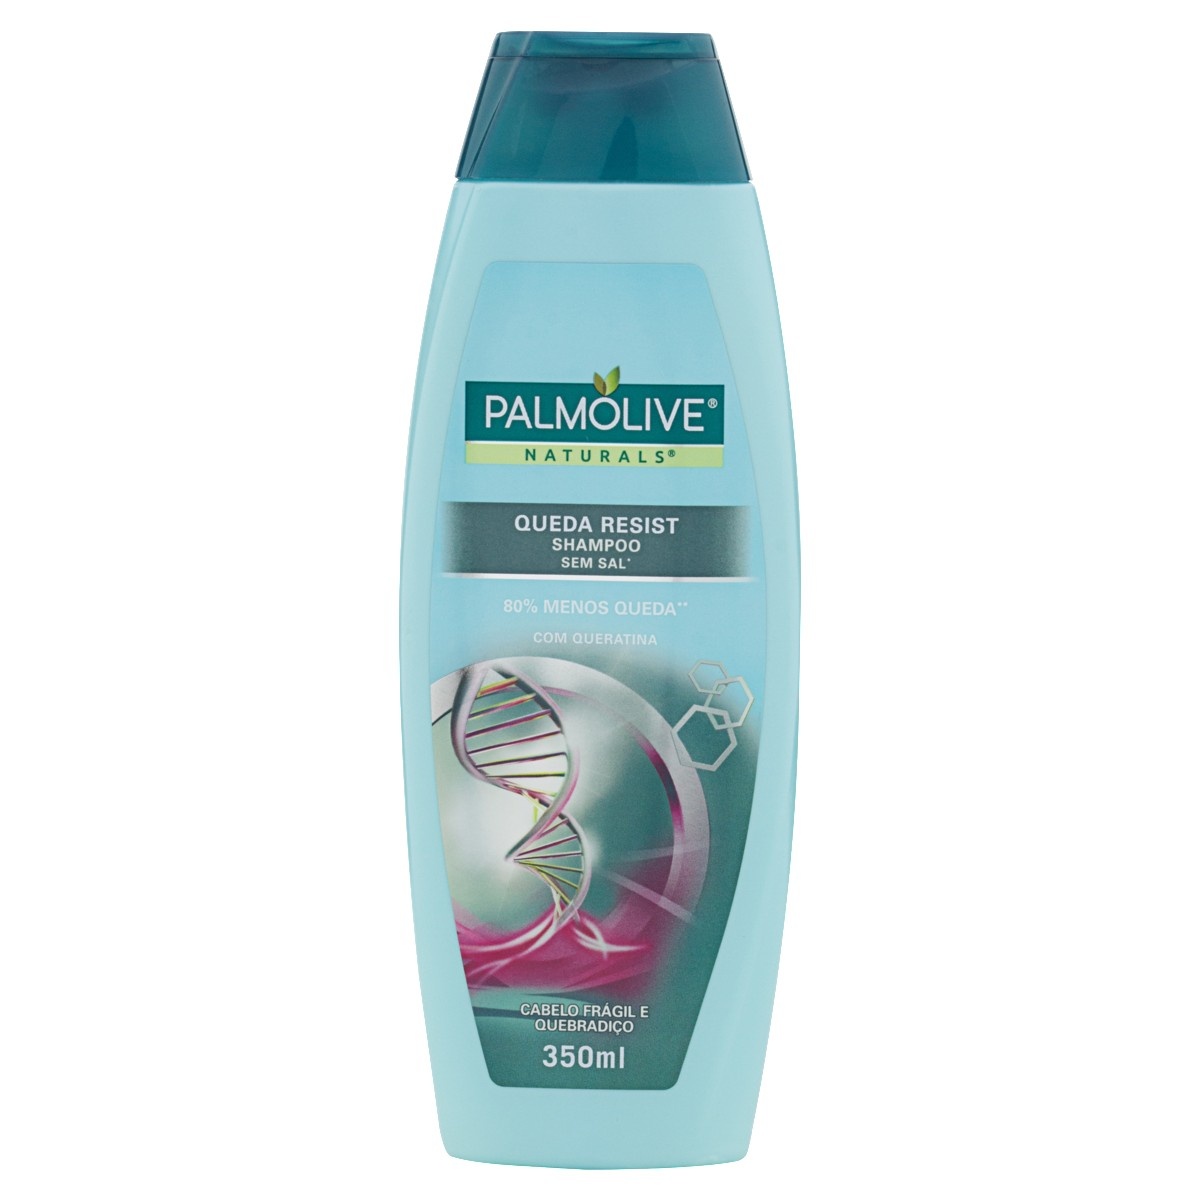 PALMOLIVE®
NATURALS®
QUEDA RESIST
SHAMPOO
SEM SAL*
80% MENOS QUEDA**
COM QUERATINA
CABELO FRÁGIL E
QUEBRADIÇO
350ml